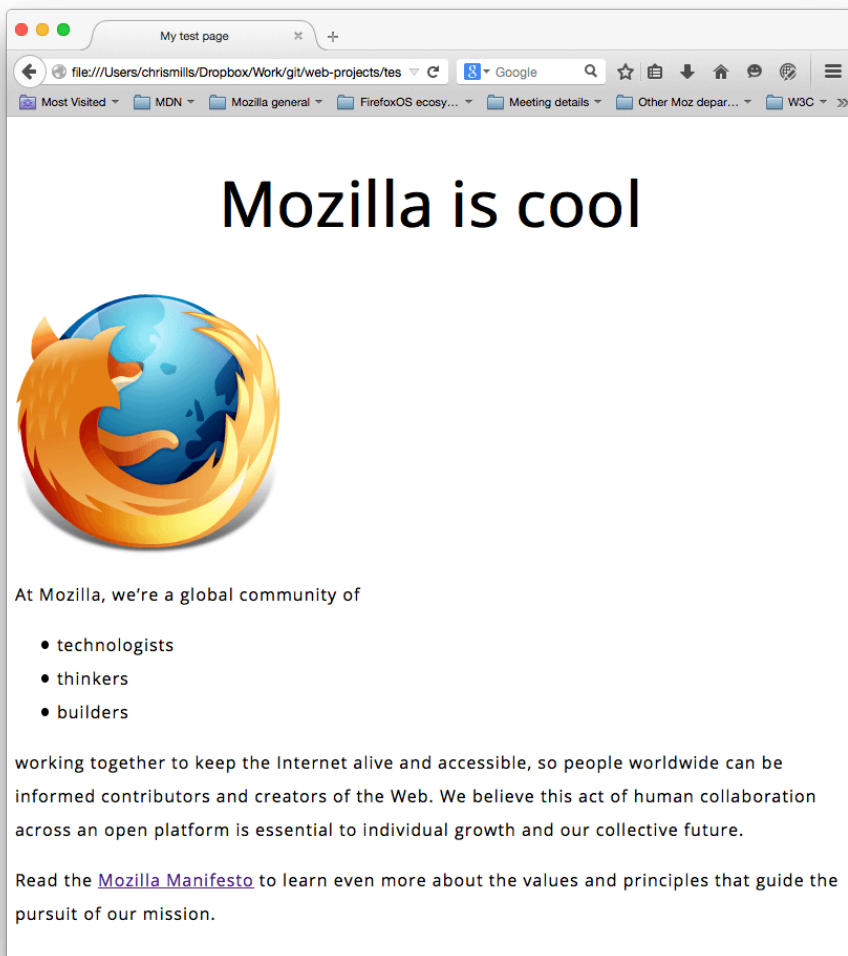 My test page
file:///Users/chrismills/Dropbox/Work/git/web-projects/tes
Google
Most Visited MDN Mozilla general FirefoxOS ecosy... Meeting details Other Moz depar... W3C
Mozilla is cool
At Mozilla, we’re a global community of
technologists
thinkers
builders
working together to keep the Internet alive and accessible, so people worldwide can be
informed contributors and creators of the Web. We believe this act of human collaboration
across an open platform is essential to individual growth and our collective future.
Read the Mozilla Manifesto to learn even more about the values and principles that guide the
pursuit of our mission.